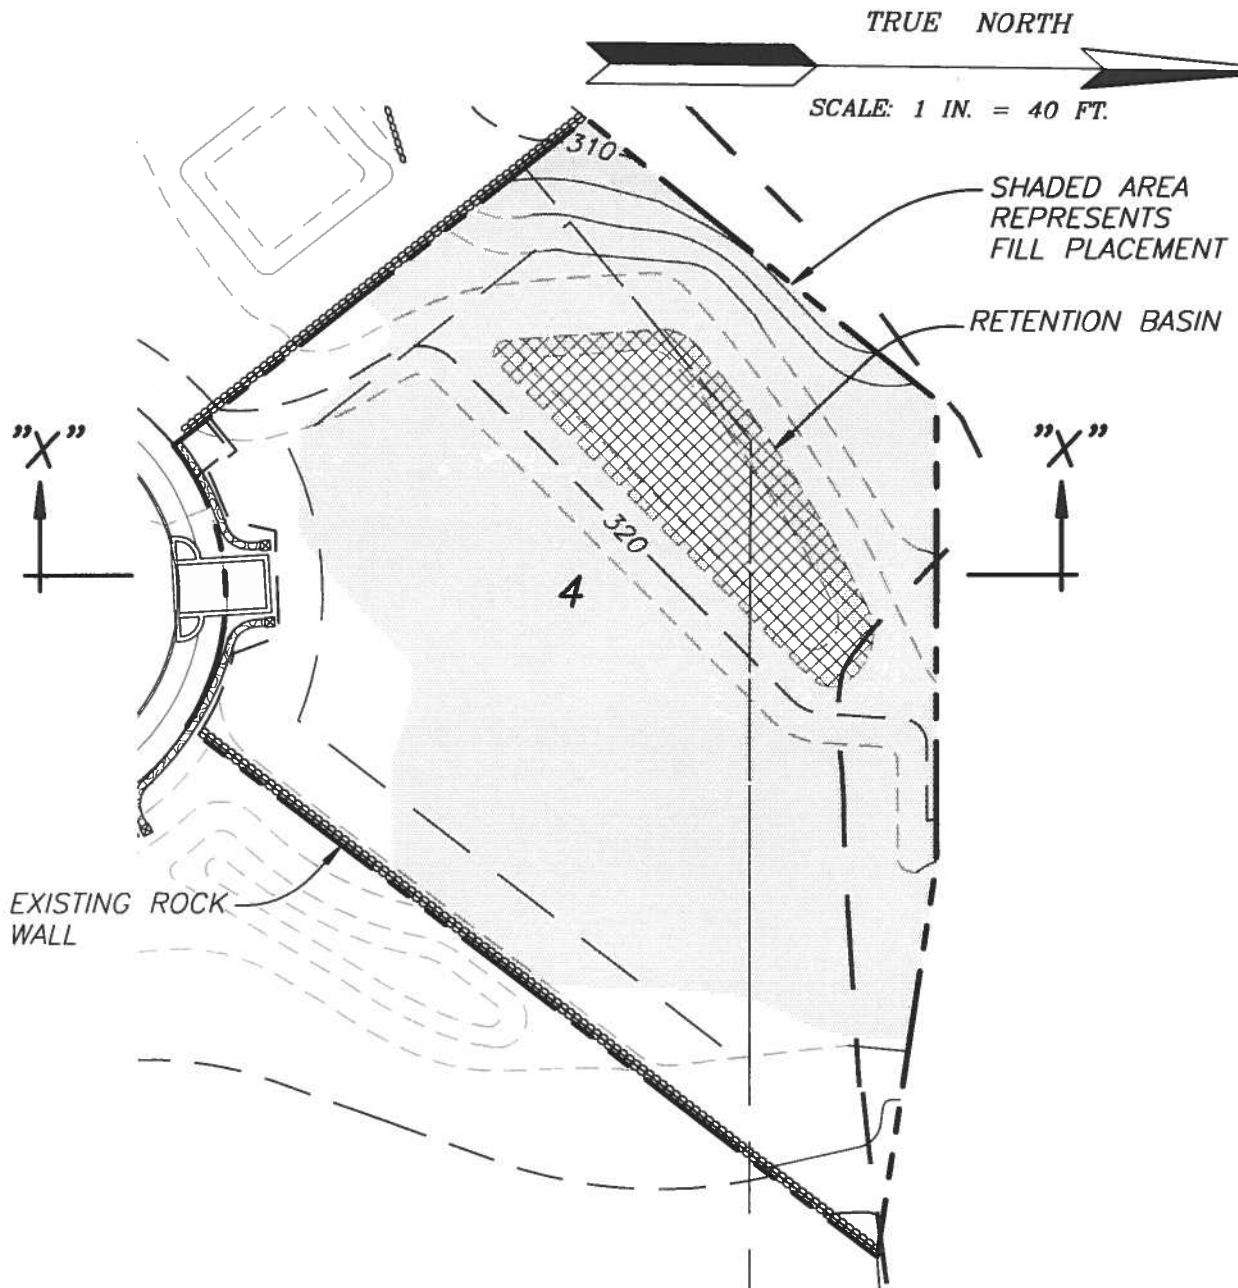 TRUE NORTH
SCALE: 1 IN. = 40 FT.
310
SHADED AREA
REPRESENTS
FILL PLACEMENT
RETENTION BASIN
"X"
"X"
320
4
EXISTING ROCK
WALL